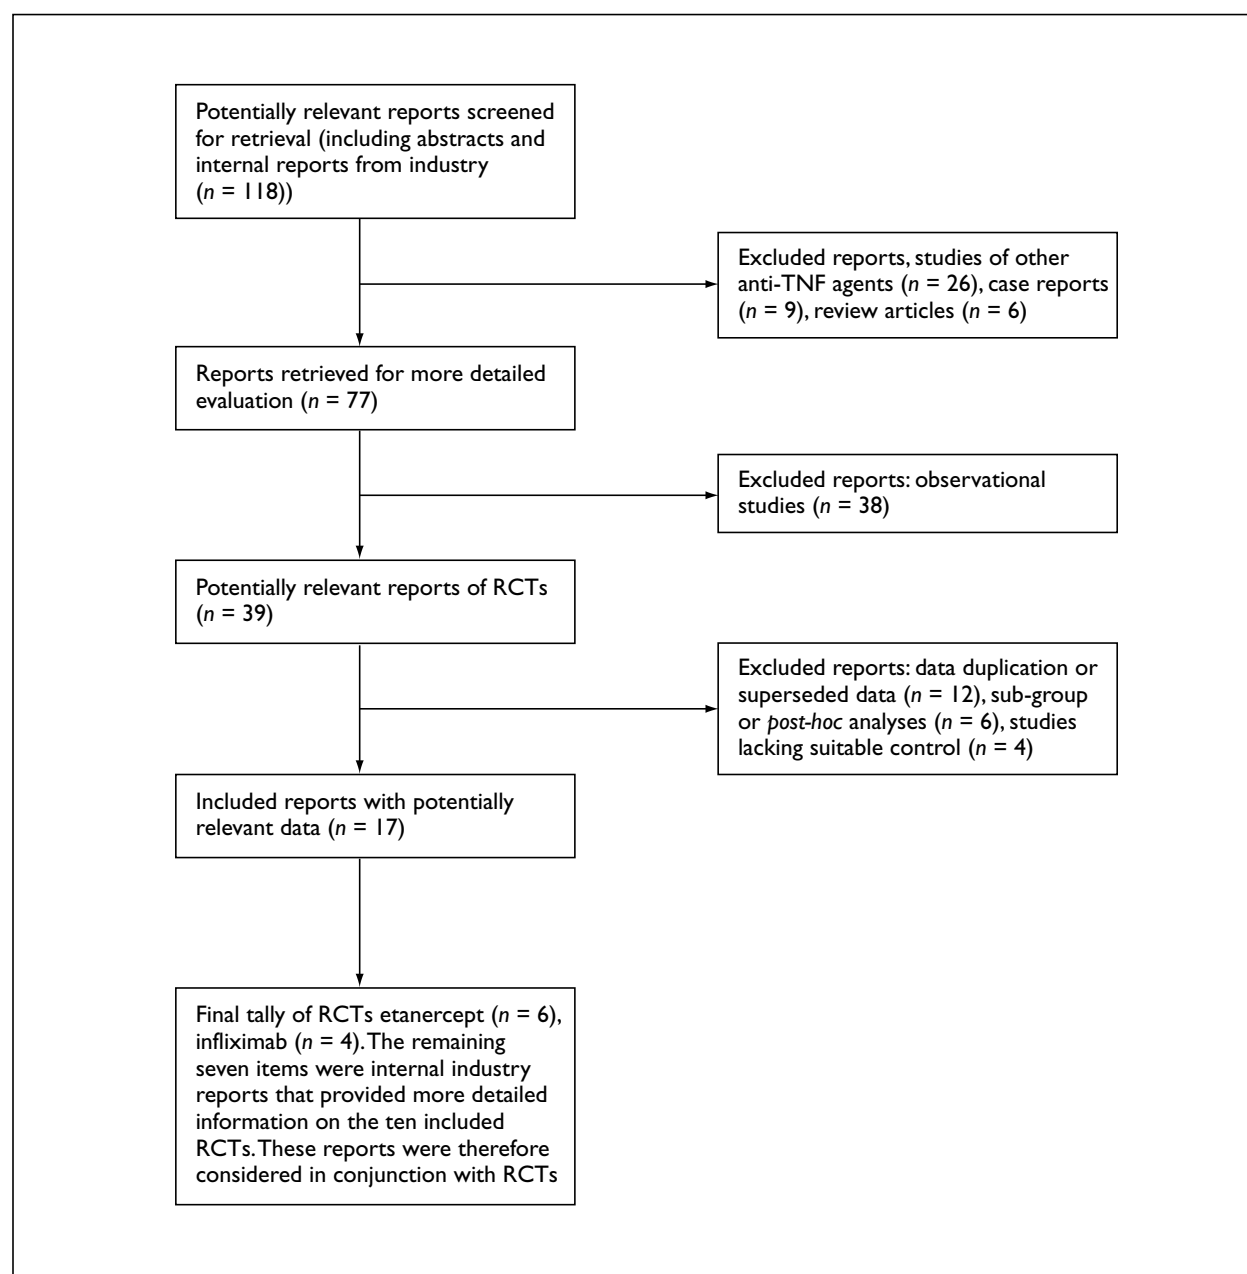 Potentially relevant reports screened
for retrieval (including abstracts and
internal reports from industry
(n = 118))
Excluded reports, studies of other
anti-TNF agents (n = 26), case reports
(n = 9), review articles (n = 6)
Reports retrieved for more detailed
evaluation (n = 77)
Excluded reports: observational
studies (n = 38)
Potentially relevant reports of RCTs
(n = 39)
Excluded reports: data duplication or
superseded data (n = 12), sub-group
or post-hoc analyses (n = 6), studies
lacking suitable control (n = 4)
Included reports with potentially
relevant data (n = 17)
Final tally of RCTs etanercept (n = 6),
infliximab (n = 4). The remaining
seven items were internal industry
reports that provided more detailed
information on the ten included
RCTs. These reports were therefore
considered in conjunction with RCTs